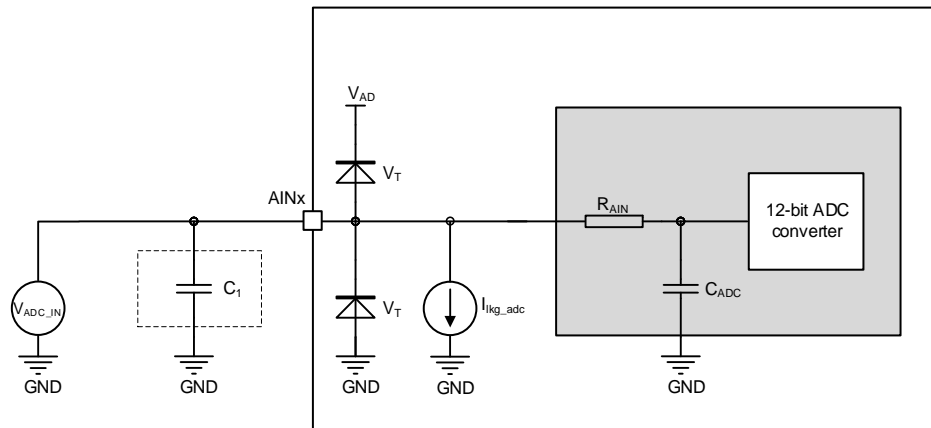 V_AD
V_T
AINx
R_AIN
12-bit ADC
converter
C_1
V_ADC_IN
V_T
I_lkg_adc
C_ADC
GND
GND
GND
GND
GND